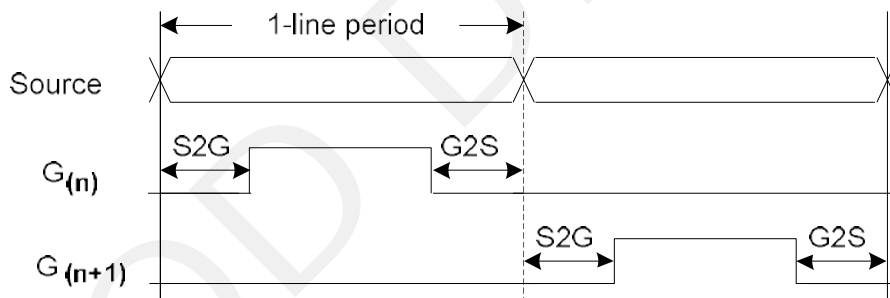 1-line period
Source
S2G G2S
G(n)
S2G G2S
G(n+1)